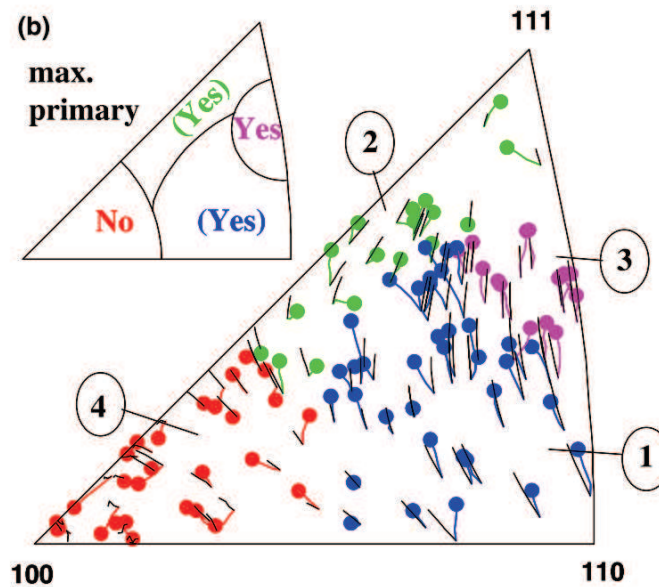 (b)
111
max.
primary
(Yes)
Yes
No
(Yes)
2
3
4
1
100
110